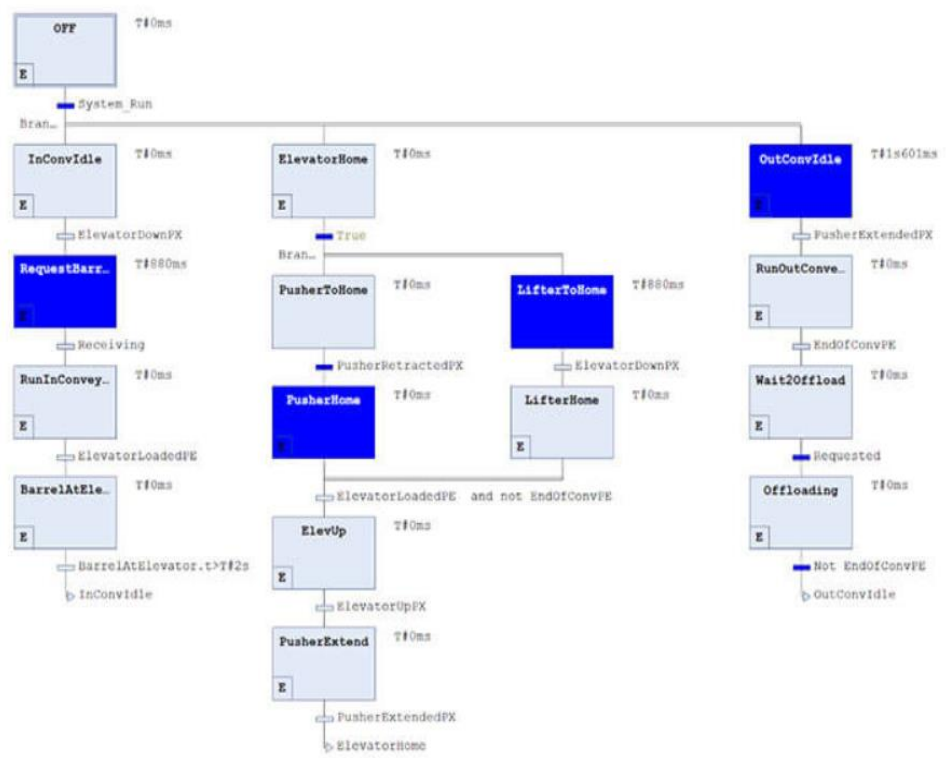 OFF
T#0ms
E
System_Run
Bran…
InConvIdle
T#0ms
E
ElevatorDownPX
RequestBarr…
T#880ms
E
Receiving
RunInConvey…
T#0ms
E
ElevatorLoadedPE
BarrelAtEle…
T#0ms
E
BarrelAtElevator.t>T#2s
InConvIdle
ElevatorHome
T#0ms
E
True
Bran…
PusherToHome
T#0ms
PusherRetractedPX
PusherHome
T#0ms
E
LifterToHome
T#880ms
E
ElevatorDownPX
LifterHome
T#0ms
E
ElevatorLoadedPE and not EndOfConvPE
ElevUp
T#0ms
E
ElevatorUpPX
PusherExtend
T#0ms
E
PusherExtendedPX
ElevatorHome
OutConvIdle
T#1s601ms
E
PusherExtendedPX
RunOutConve…
T#0ms
E
EndOfConvPE
Wait2Offload
T#0ms
E
Requested
Offloading
T#0ms
E
Not EndOfConvPE
OutConvIdle